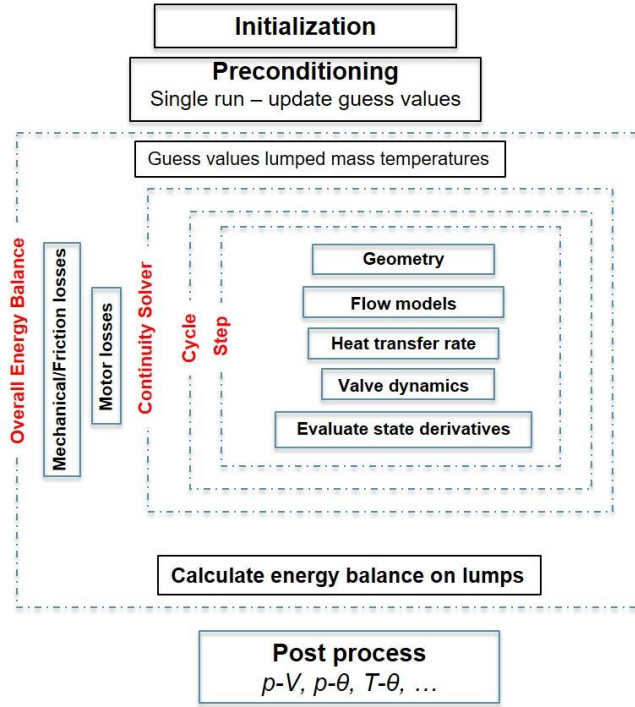 Initialization
Preconditioning
Single run – update guess values
Guess values lumped mass temperatures
Overall Energy Balance
Mechanical/Friction losses
Motor losses
Continuity Solver
Cycle
Step
Geometry
Flow models
Heat transfer rate
Valve dynamics
Evaluate state derivatives
Calculate energy balance on lumps
Post process
p-V, p-θ, T-θ, …